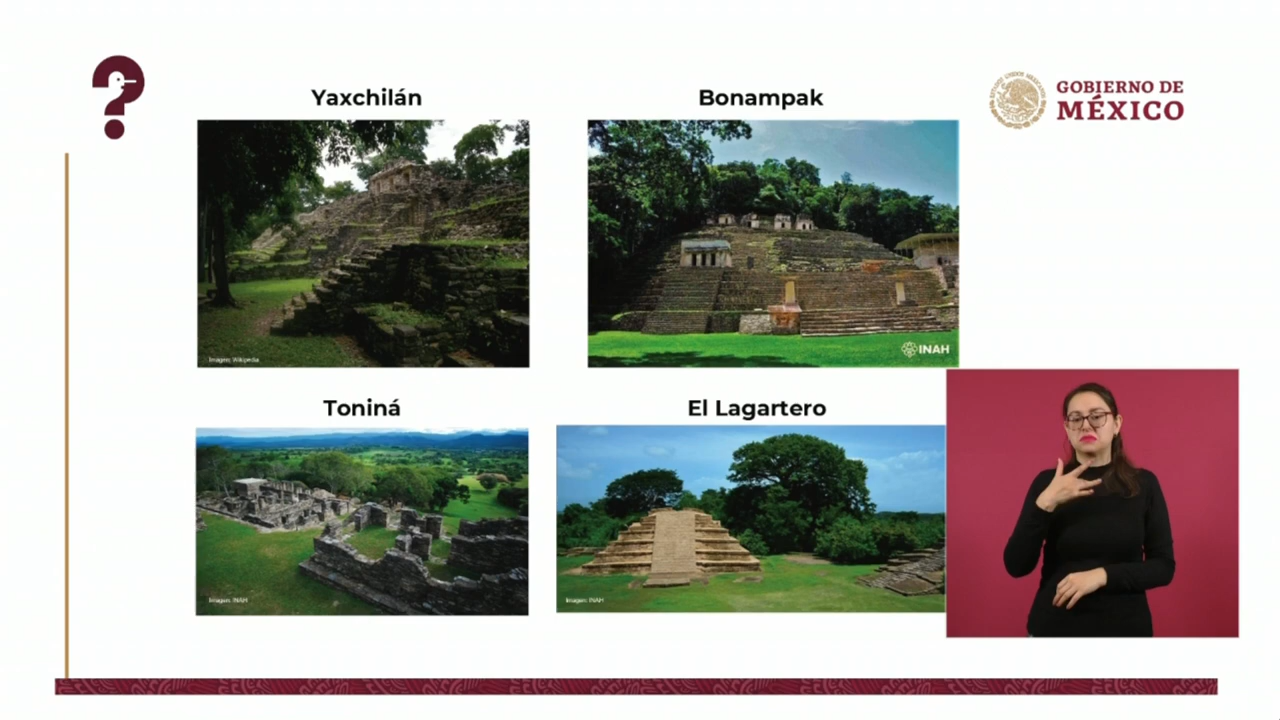 Yaxchilán
Bonampak
GOBIERNO DE
MÉXICO
Imagen: Wikipedia
INAH
Toniná
El Lagartero
Imagen: INAH
Imagen: INAH